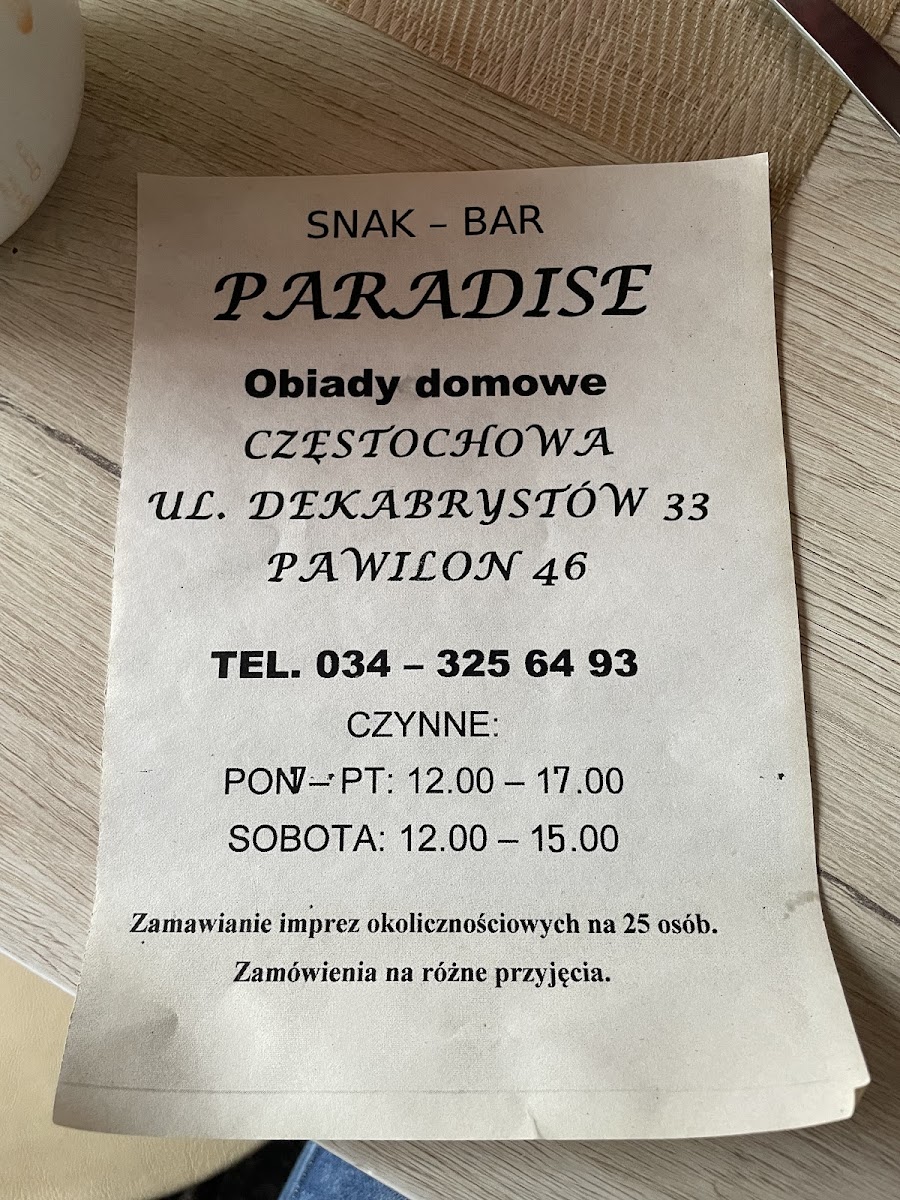 SNAK – BAR
PARADISE
Obiady domowe
CZĘSTOCHOWA
UL. DEKABRYSTÓW 33
PAWILON 46
TEL. 034 – 325 64 93
CZYNNE:
PON – PT: 12.00 – 17.00
SOBOTA: 12.00 – 15.00
Zamawianie imprez okolicznościowych na 25 osób.
Zamówienia na różne przyjęcia.